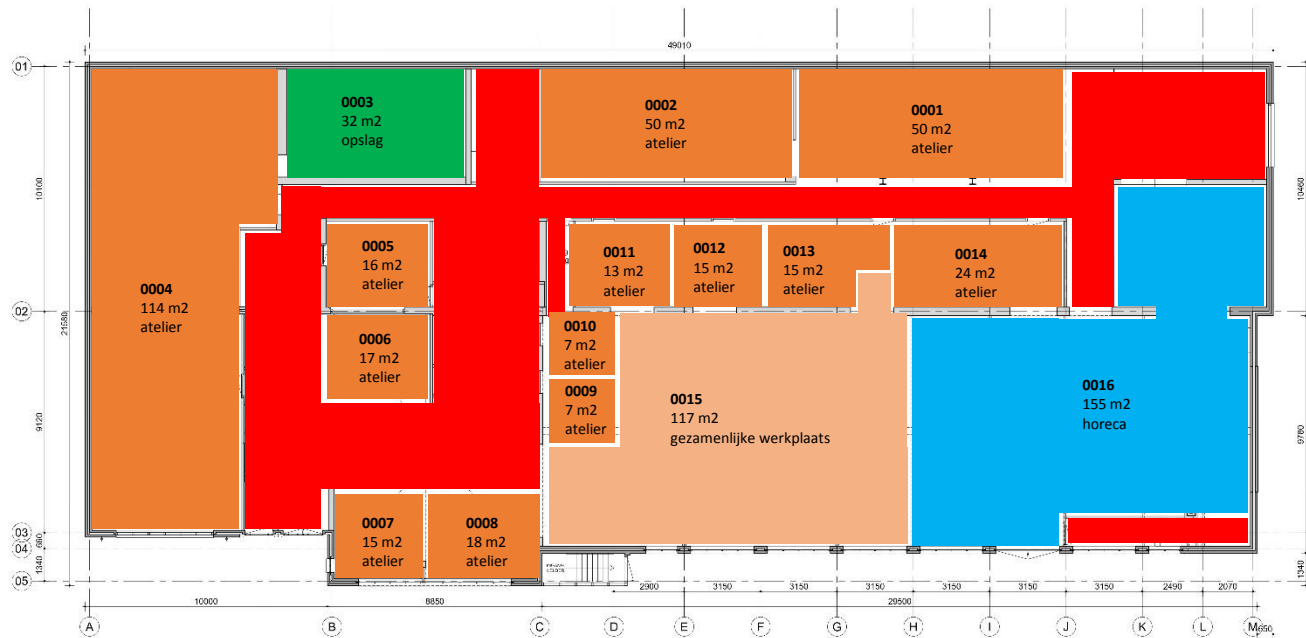 49010
01
0003
32 m2
opslag
0002
50 m2
atelier
0001
50 m2
atelier
10100
10460
0005
16 m2
atelier
0011
13 m2
atelier
0012
15 m2
atelier
0013
15 m2
atelier
0014
24 m2
atelier
0004
114 m2
atelier
02
21580
0010
7 m2
atelier
0006
17 m2
atelier
0009
7 m2
atelier
0015
117 m2
gezamenlijke werkplaats
0016
155 m2
horeca
9120
9780
0007
15 m2
atelier
0008
18 m2
atelier
03
660
04
1340
05
1340
2900
3150
3150
3150
3150
3150
3150
2490
2070
10000
8850
29500
650
A
B
C
D
E
F
G
H
I
J
K
L
M